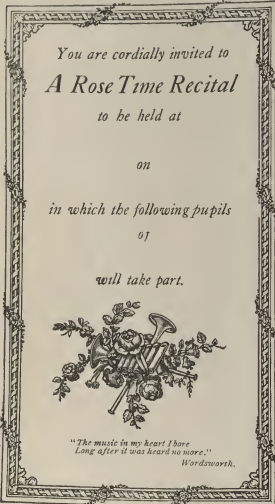 You are cordially invited to
A Rose Time Recital
to be held at
on
in which the following pupils
of
will take part.
"The music in my heart I bore
Long after it was heard no more."
Wordsworth.